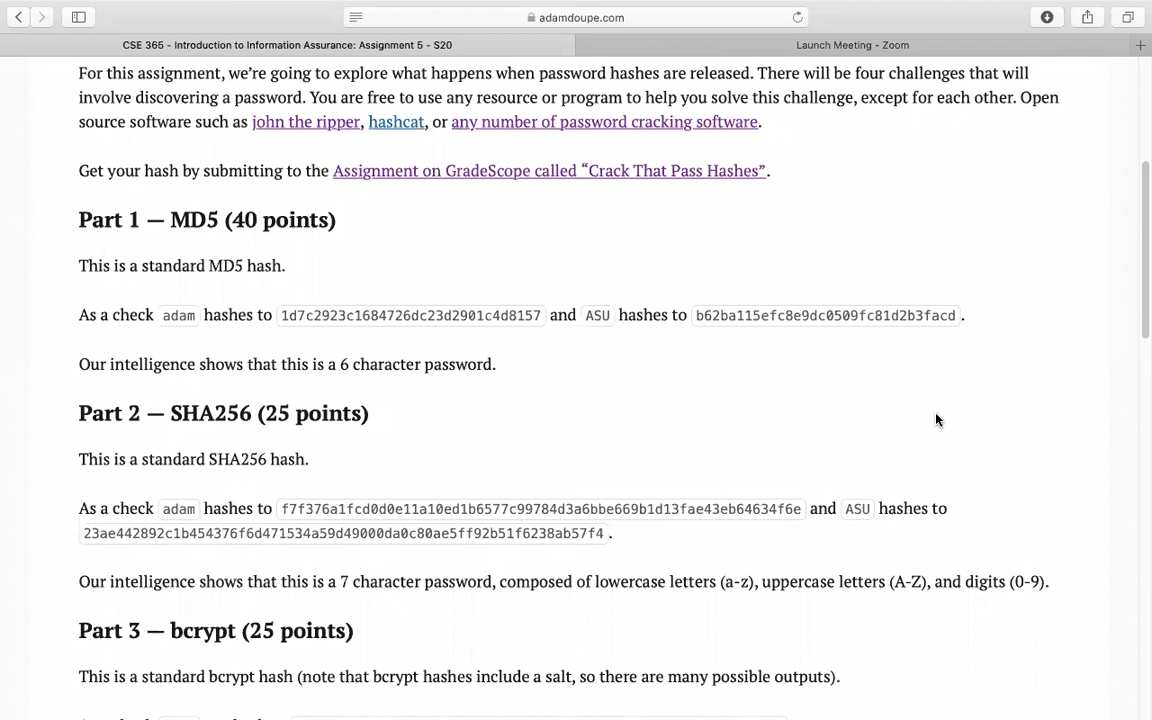 adamdoupe.com
CSE 365 - Introduction to Information Assurance: Assignment 5 - S20
Launch Meeting - Zoom
For this assignment, we’re going to explore what happens when password hashes are released. There will be four challenges that will
involve discovering a password. You are free to use any resource or program to help you solve this challenge, except for each other. Open
source software such as john the ripper, hashcat, or any number of password cracking software.
Get your hash by submitting to the Assignment on GradeScope called “Crack That Pass Hashes”.
Part 1 — MD5 (40 points)
This is a standard MD5 hash.
As a check adam hashes to 1d7c2923c1684726dc23d2901c4d8157 and ASU hashes to b62ba115efc8e9dc0509fc81d2b3facd.
Our intelligence shows that this is a 6 character password.
Part 2 — SHA256 (25 points)
This is a standard SHA256 hash.
As a check adam hashes to f7f376a1fcd0d0e11a10ed1b6577c99784d3a6bbe669b1d13fae43eb64634f6e and ASU hashes to
23ae442892c1b454376f6d471534a59d49000da0c80ae5ff92b51f6238ab57f4.
Our intelligence shows that this is a 7 character password, composed of lowercase letters (a-z), uppercase letters (A-Z), and digits (0-9).
Part 3 — bcrypt (25 points)
This is a standard bcrypt hash (note that bcrypt hashes include a salt, so there are many possible outputs).